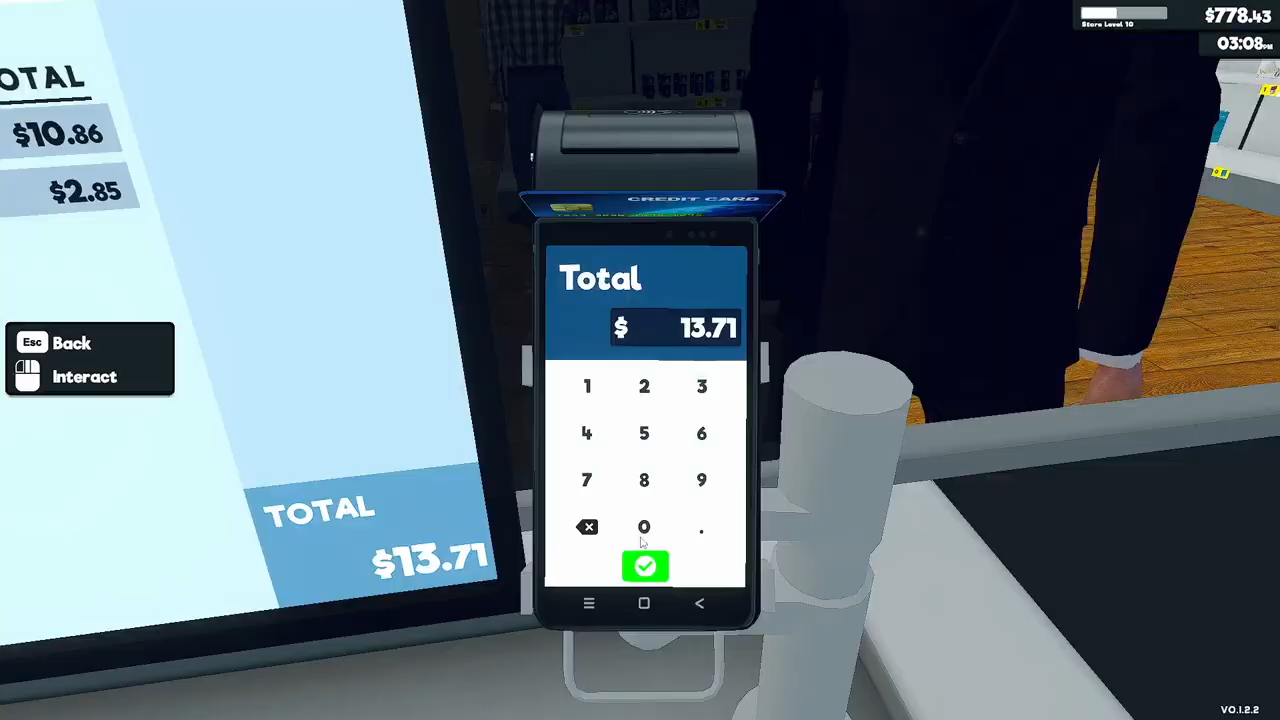 $778.43
Store Level 10
03:08PM
OTAL
$10.86
$2.85
CREDIT CARD
Total
$ 13.71
Esc Back
Interact
1 2 3
4 5 6
7 8 9
0 .
TOTAL
$13.71
V0.1.2.2